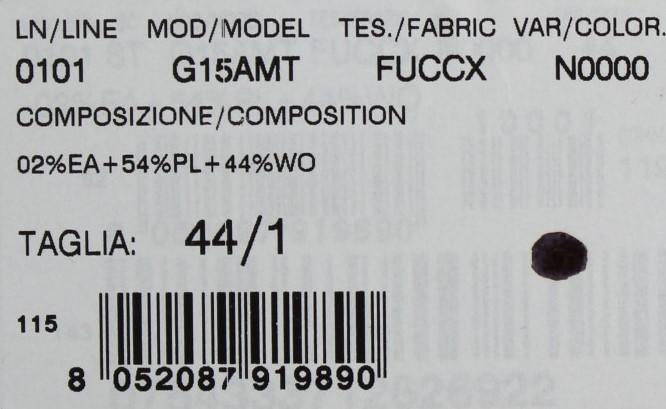 LN/LINE MOD/MODEL TES./FABRIC VAR/COLOR.
0101 G15AMT FUCCX N0000
COMPOSIZIONE/COMPOSITION
02%EA+54%PL+44%WO
TAGLIA: 44/1
115
8 052087 919890